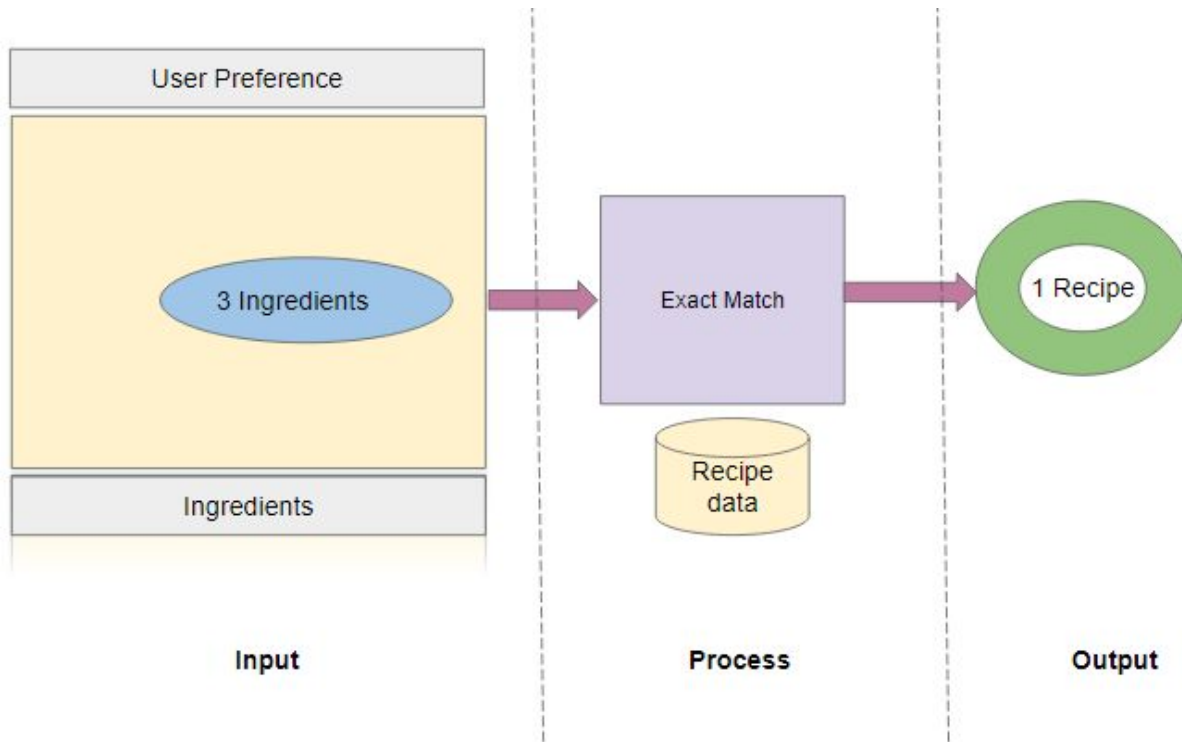 User Preference
3 Ingredients
Ingredients
Exact Match
Recipe
data
1 Recipe
Input
Process
Output